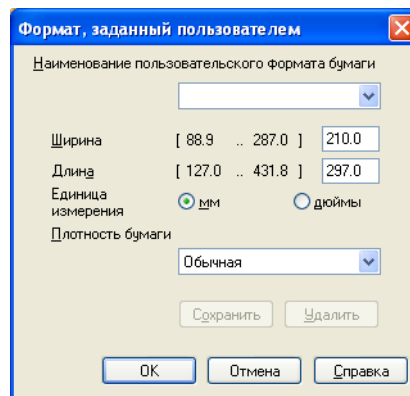 Формат, заданный пользователем
Наименование пользовательского формата бумаги
Ширина [ 88.9 .. 287.0 ] 210.0
Длина [ 127.0 .. 431.8 ] 297.0
Единица измерения мм дюймы
Плотность бумаги
Обычная
Сохранить Удалить
OK Отмена Справка